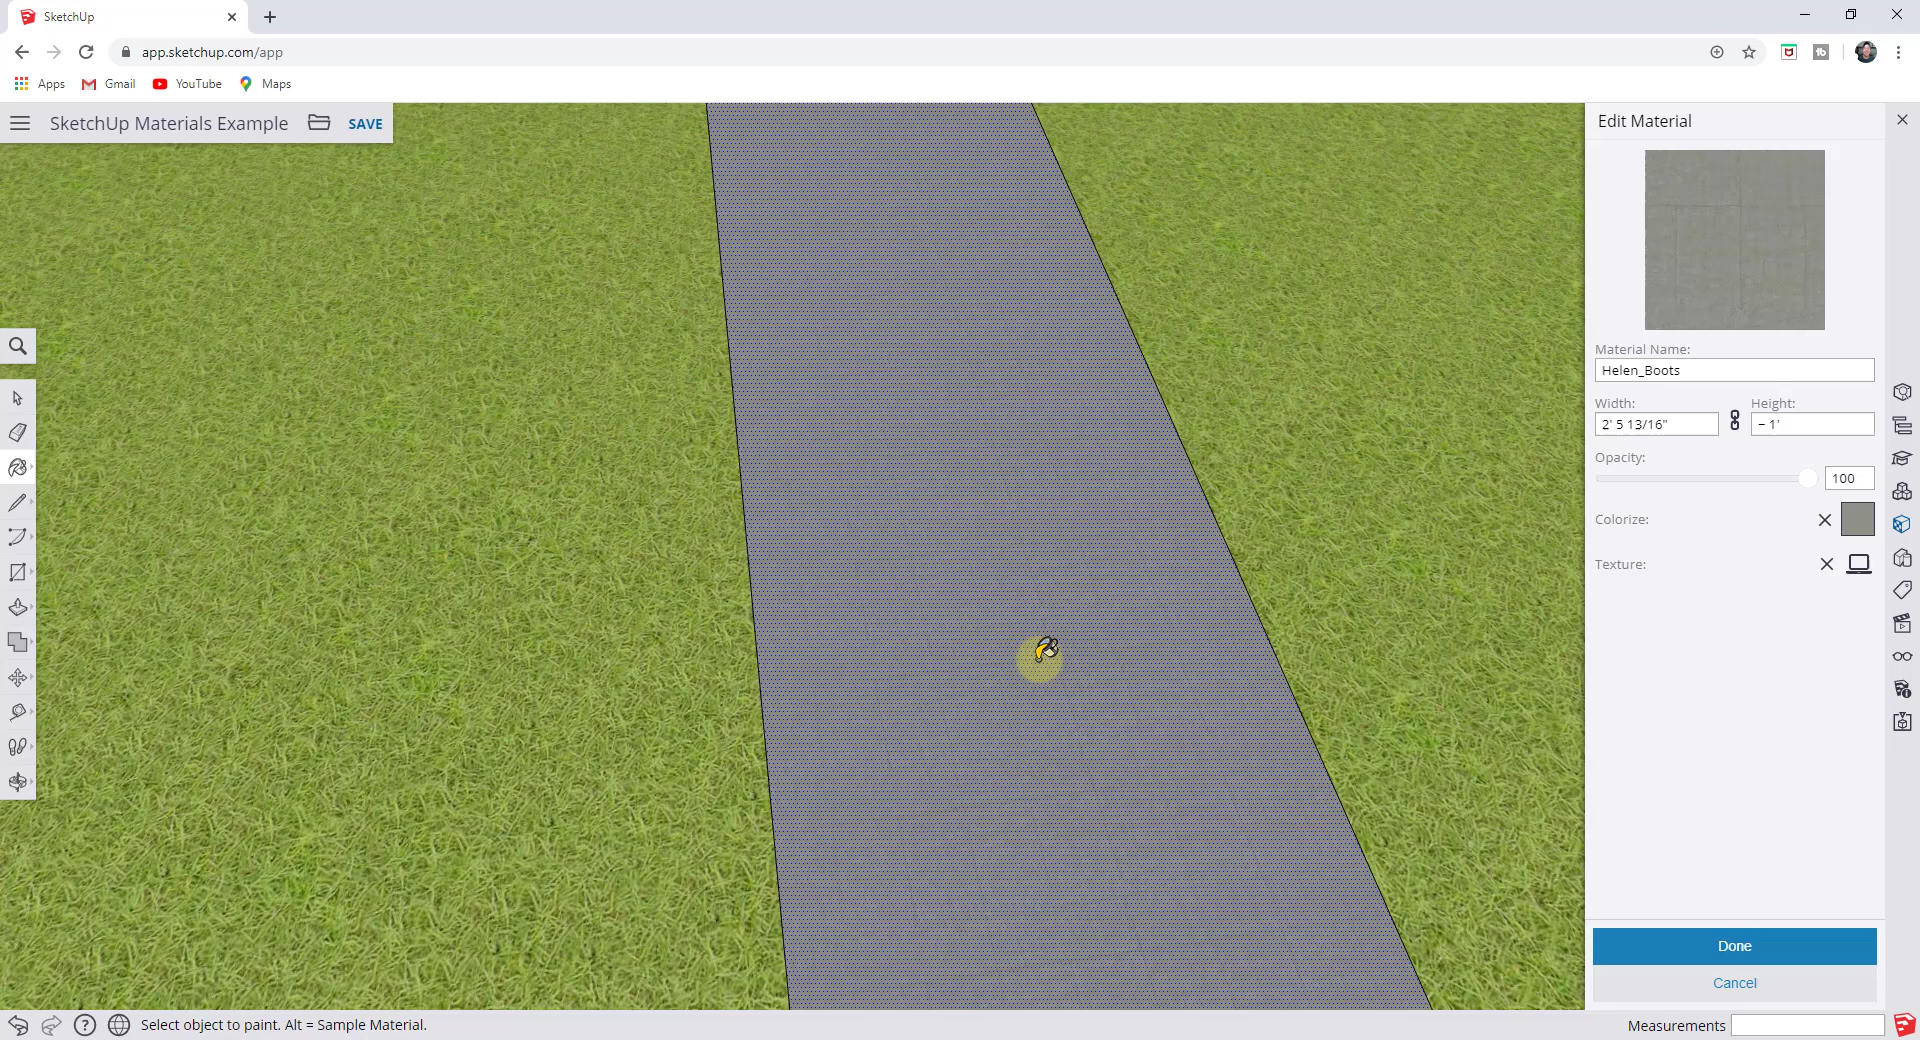 SketchUp
app.sketchup.com/app
Apps Gmail YouTube Maps
SketchUp Materials Example SAVE
Edit Material
Material Name:
Helen_Boots
Width: Height:
2' 5 13/16" ~ 1'
Opacity:
100
Colorize:
Texture:
Done
Cancel
Select object to paint. Alt = Sample Material.
Measurements